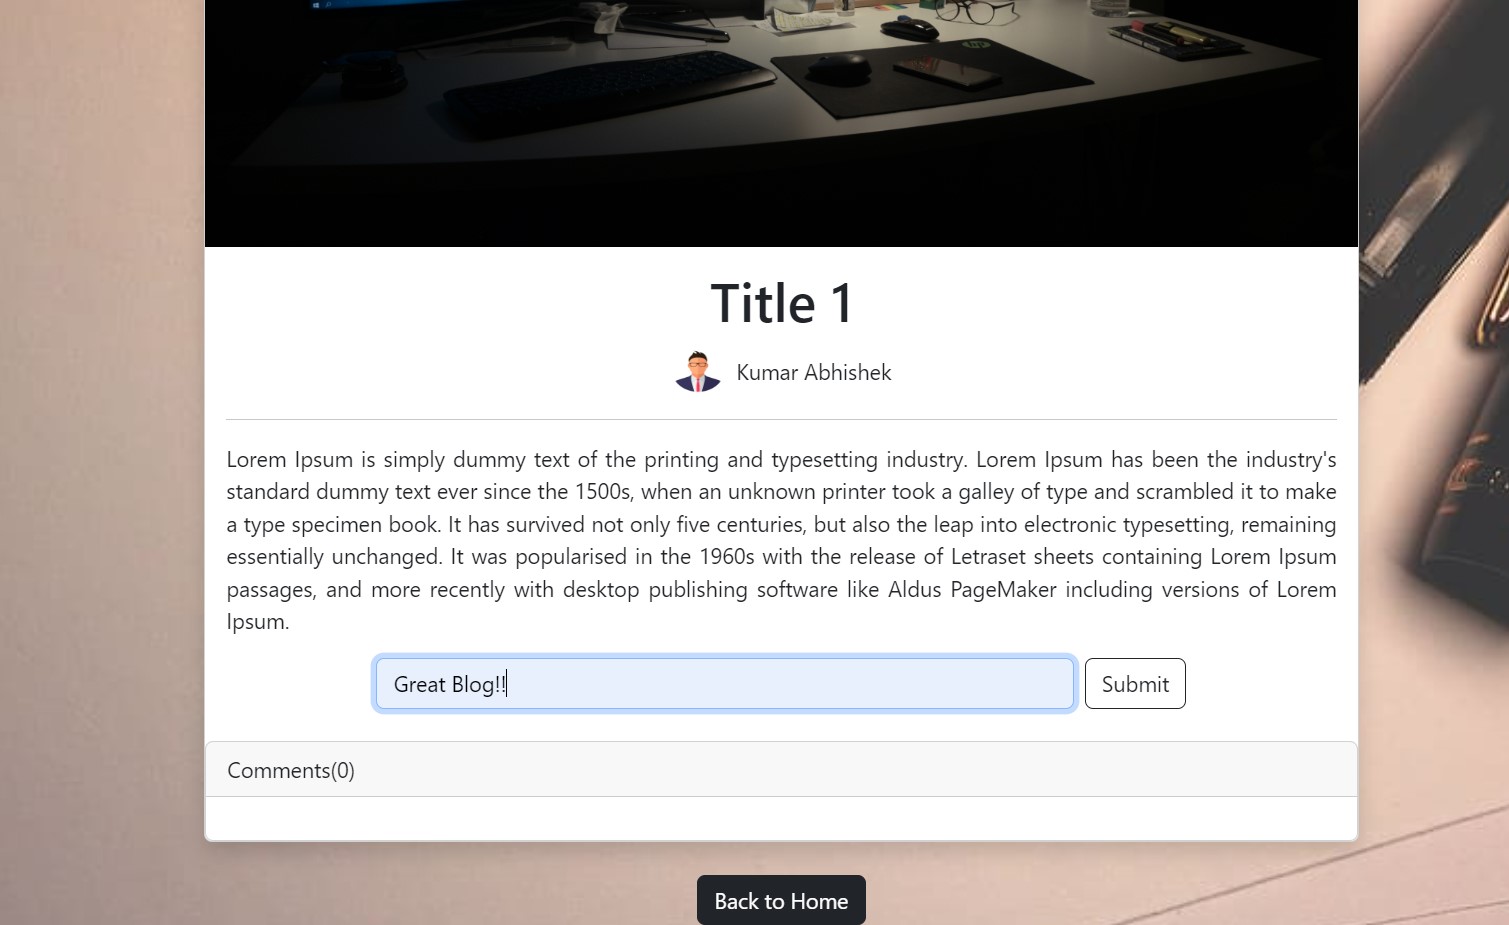 Title 1
Kumar Abhishek
Lorem Ipsum is simply dummy text of the printing and typesetting industry. Lorem Ipsum has been the industry's
standard dummy text ever since the 1500s, when an unknown printer took a galley of type and scrambled it to make
a type specimen book. It has survived not only five centuries, but also the leap into electronic typesetting, remaining
essentially unchanged. It was popularised in the 1960s with the release of Letraset sheets containing Lorem Ipsum
passages, and more recently with desktop publishing software like Aldus PageMaker including versions of Lorem
Ipsum.
Great Blog!!
Submit
Comments(0)
Back to Home